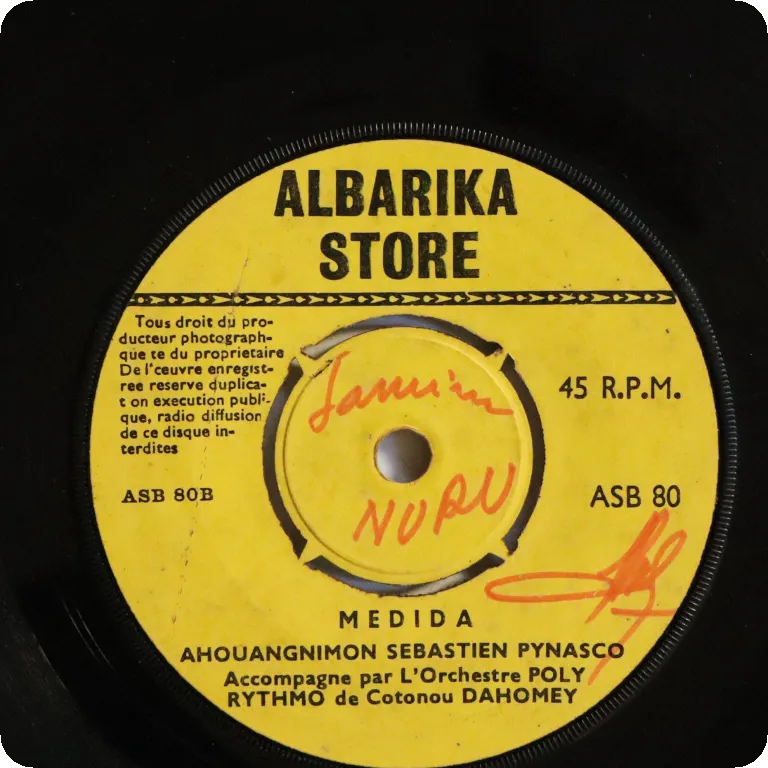 ALBARIKA
STORE
Tous droit du pro-
ducteur photograph-
que te du proprietaire
De l'œuvre enregist-
ree reserve duplica-
t on execution publi-
que, radio diffusion
de ce disque in-
terdites
45 R.P.M.
ASB 80B
ASB 80
NURU
MEDIDA
AHOUANGNIMON SEBASTIEN PYNASCO
Accompagne par L'Orchestre POLY
RYTHMO de Cotonou DAHOMEY